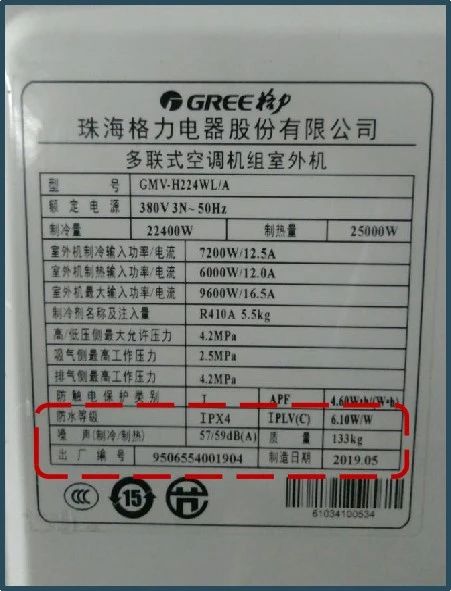 GREE 格力
珠海格力电器股份有限公司
多联式空调机组室外机
型 号 GMV-H224WL/A
额定电源 380V 3N~50Hz
制冷量 22400W 制热量 25000W
室外机制冷输入功率/电流 7200W/12.5A
室外机制热输入功率/电流 6000W/12.0A
室外机最大输入功率/电流 9600W/16.5A
制冷剂名称及注入量 R410A 5.5kg
高/低压侧最大允许压力 4.2MPa
吸气侧最高工作压力 2.5MPa
排气侧最高工作压力 4.2MPa
防触电保护类别 I APF 4.60W•h/(W•h)
防水等级 IPX4 IPLV(C) 6.10W/W
噪 声(制冷/制热) 57/59dB(A) 质 量 133kg
出厂编号 9506554001904 制造日期 2019.05
CCC 15
61034100534